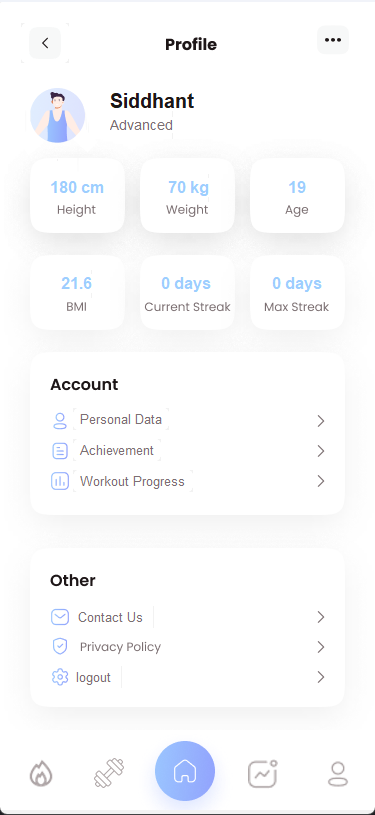 Profile
Siddhant
Advanced
180 cm
70 kg
19
Height
Weight
Age
21.6
0 days
0 days
BMI
Current Streak
Max Streak
Account
Personal Data
Achievement
Workout Progress
Other
Contact Us
Privacy Policy
logout